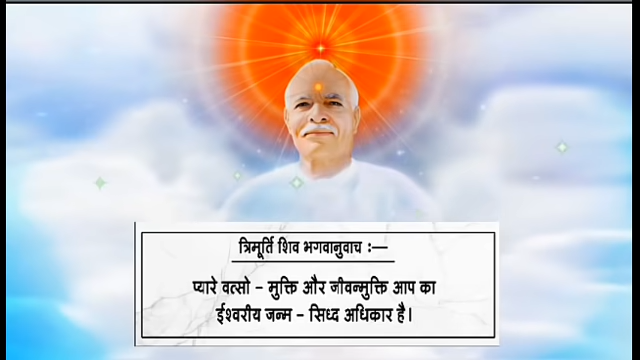 त्रिमूर्ति शिव भगवानुवाच :—
प्यारे वत्सो – मुक्ति और जीवन्मुक्ति आप का
ईश्वरीय जन्म – सिध्द अधिकार है।